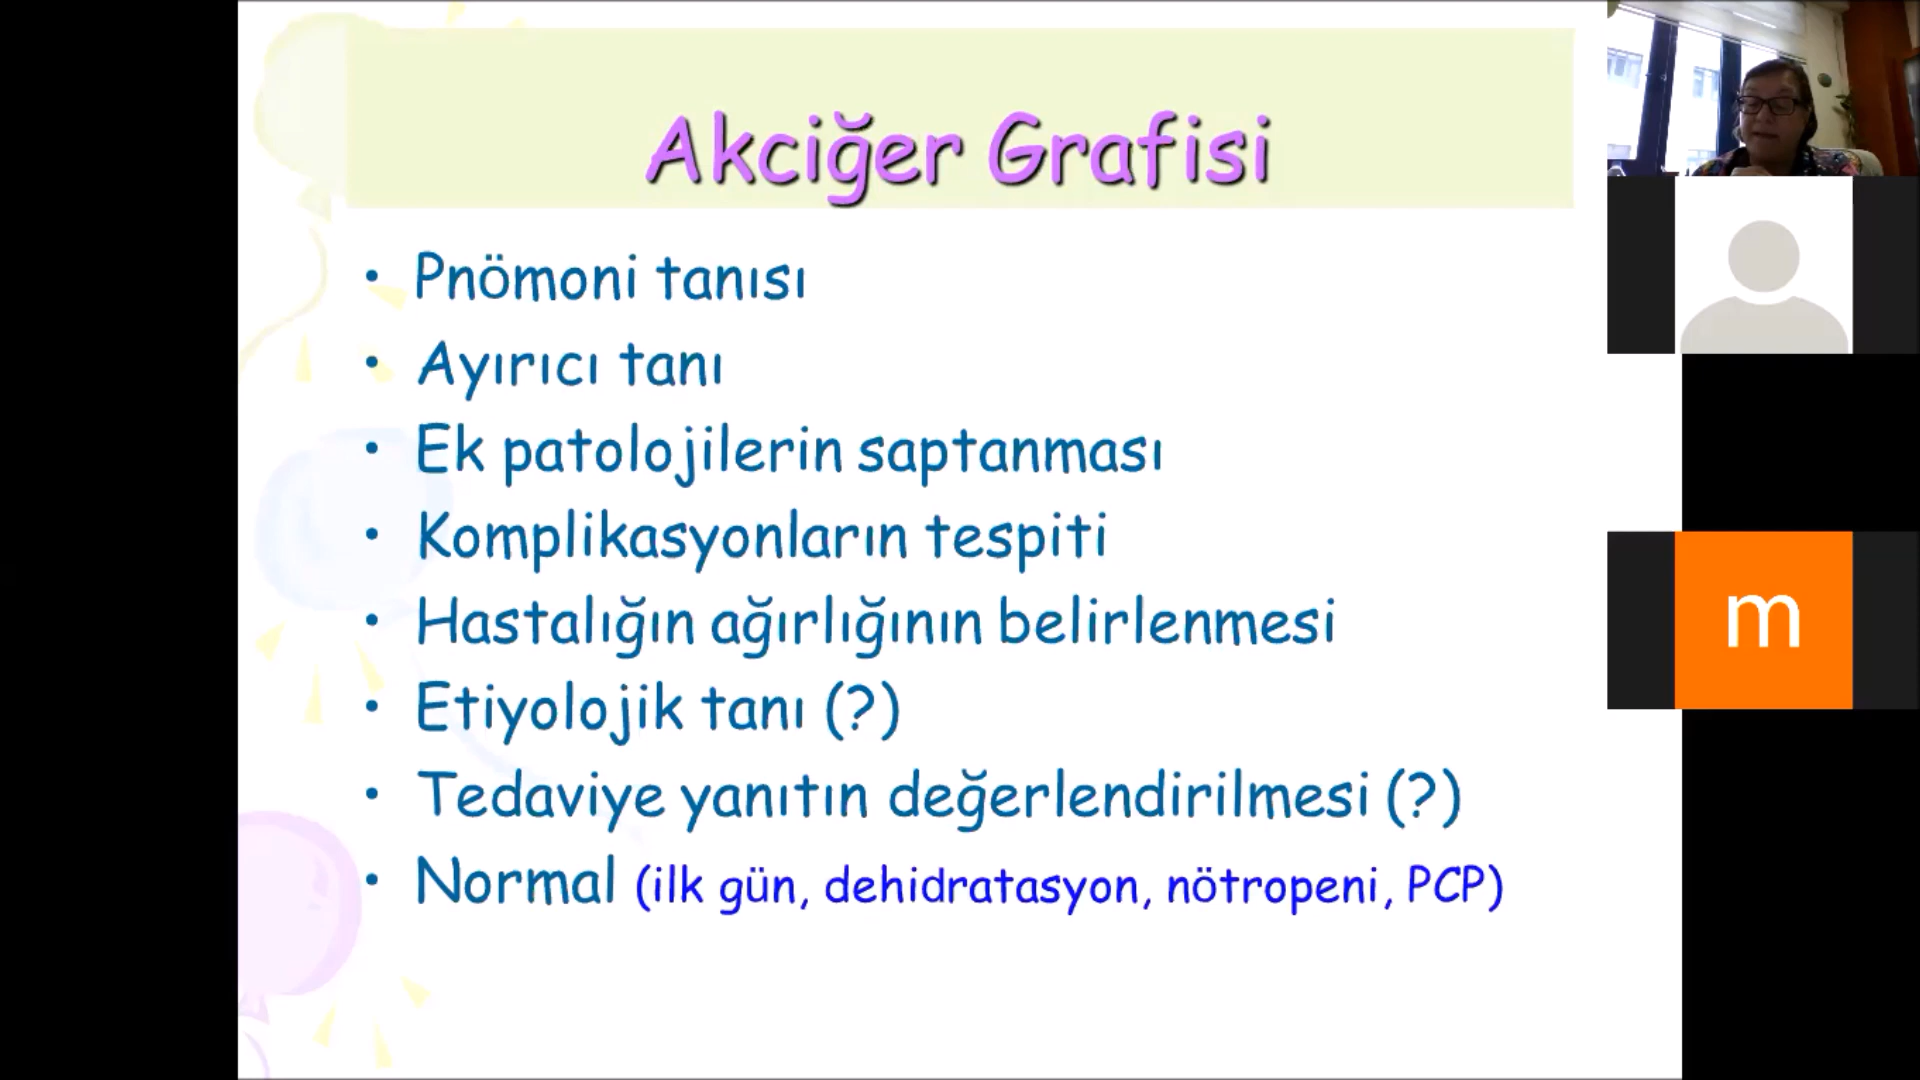 Akciğer Grafisi
• Pnömoni tanısı
• Ayırıcı tanı
• Ek patolojilerin saptanması
• Komplikasyonların tespiti
• Hastalığın ağırlığının belirlenmesi
• Etiyolojik tanı (?)
• Tedaviye yanıtın değerlendirilmesi (?)
• Normal (ilk gün, dehidratasyon, nötropeni, PCP)
m